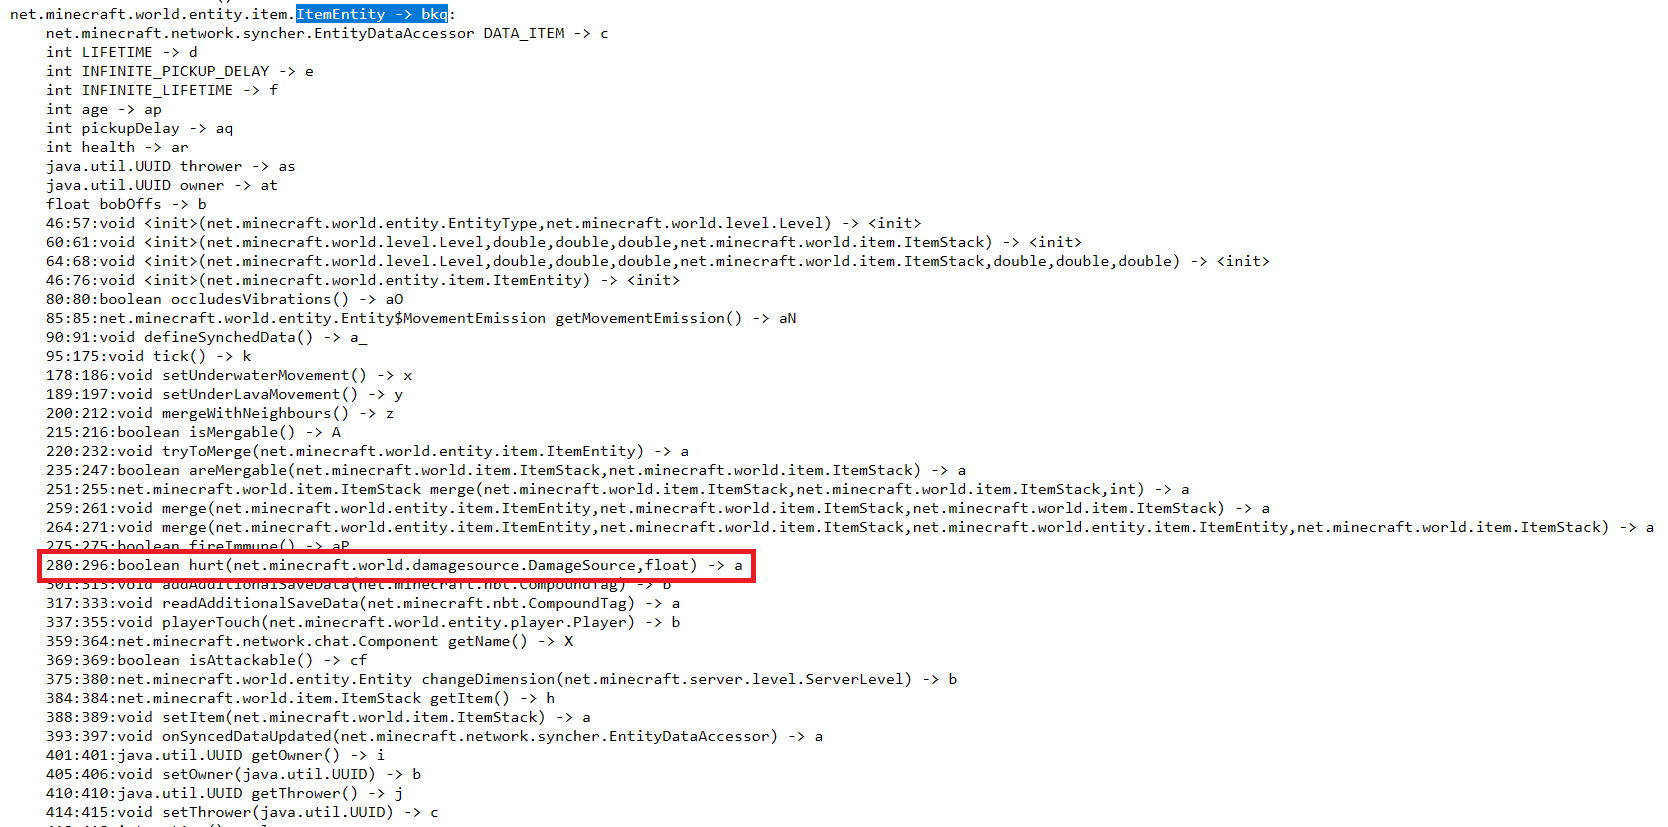 net.minecraft.world.entity.item.ItemEntity -> bkq:
net.minecraft.network.syncher.EntityDataAccessor DATA_ITEM -> c
int LIFETIME -> d
int INFINITE_PICKUP_DELAY -> e
int INFINITE_LIFETIME -> f
int age -> ap
int pickupDelay -> aq
int health -> ar
java.util.UUID thrower -> as
java.util.UUID owner -> at
float bobOffs -> b
46:57:void <init>(net.minecraft.world.entity.EntityType,net.minecraft.world.level.Level) -> <init>
60:61:void <init>(net.minecraft.world.level.Level,double,double,double,net.minecraft.world.item.ItemStack) -> <init>
64:68:void <init>(net.minecraft.world.level.Level,double,double,double,net.minecraft.world.item.ItemStack,double,double,double) -> <init>
46:76:void <init>(net.minecraft.world.entity.item.ItemEntity) -> <init>
80:80:boolean occludesVibrations() -> aO
85:85:net.minecraft.world.entity.Entity$MovementEmission getMovementEmission() -> aN
90:91:void defineSynchedData() -> a_
95:175:void tick() -> k
178:186:void setUnderwaterMovement() -> x
189:197:void setUnderLavaMovement() -> y
200:212:void mergeWithNeighbours() -> z
215:216:boolean isMergable() -> A
220:232:void tryToMerge(net.minecraft.world.entity.item.ItemEntity) -> a
235:247:boolean areMergable(net.minecraft.world.item.ItemStack,net.minecraft.world.item.ItemStack) -> a
251:255:net.minecraft.world.item.ItemStack merge(net.minecraft.world.item.ItemStack,net.minecraft.world.item.ItemStack,int) -> a
259:261:void merge(net.minecraft.world.entity.item.ItemEntity,net.minecraft.world.item.ItemStack,net.minecraft.world.item.ItemStack) -> a
264:271:void merge(net.minecraft.world.entity.item.ItemEntity,net.minecraft.world.item.ItemStack,net.minecraft.world.entity.item.ItemEntity,net.minecraft.world.item.ItemStack) -> a
275:275:boolean fireImmune() -> aP
280:296:boolean hurt(net.minecraft.world.damagesource.DamageSource,float) -> a
301:313:void addAdditionalSaveData(net.minecraft.nbt.CompoundTag) -> b
317:333:void readAdditionalSaveData(net.minecraft.nbt.CompoundTag) -> a
337:355:void playerTouch(net.minecraft.world.entity.player.Player) -> b
359:364:net.minecraft.network.chat.Component getName() -> X
369:369:boolean isAttackable() -> cf
375:380:net.minecraft.world.entity.Entity changeDimension(net.minecraft.server.level.ServerLevel) -> b
384:384:net.minecraft.world.item.ItemStack getItem() -> h
388:389:void setItem(net.minecraft.world.item.ItemStack) -> a
393:397:void onSyncedDataUpdated(net.minecraft.network.syncher.EntityDataAccessor) -> a
401:401:java.util.UUID getOwner() -> i
405:406:void setOwner(java.util.UUID) -> b
410:410:java.util.UUID getThrower() -> j
414:415:void setThrower(java.util.UUID) -> c